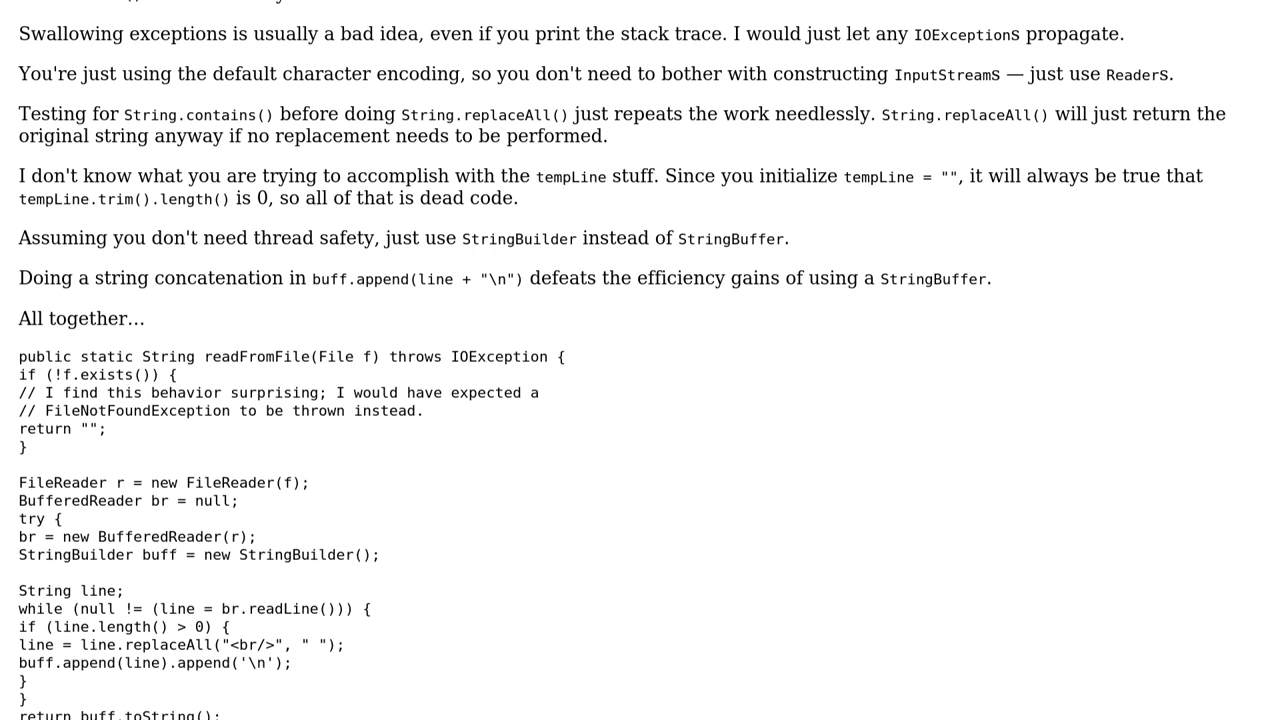 Swallowing exceptions is usually a bad idea, even if you print the stack trace. I would just let any IOExceptions propagate.
You're just using the default character encoding, so you don't need to bother with constructing InputStreams — just use Readers.
Testing for String.contains() before doing String.replaceAll() just repeats the work needlessly. String.replaceAll() will just return the
original string anyway if no replacement needs to be performed.
I don't know what you are trying to accomplish with the tempLine stuff. Since you initialize tempLine = "", it will always be true that
tempLine.trim().length() is 0, so all of that is dead code.
Assuming you don't need thread safety, just use StringBuilder instead of StringBuffer.
Doing a string concatenation in buff.append(line + "\n") defeats the efficiency gains of using a StringBuffer.
All together…
public static String readFromFile(File f) throws IOException {
if (!f.exists()) {
// I find this behavior surprising; I would have expected a
// FileNotFoundException to be thrown instead.
return "";
}
FileReader r = new FileReader(f);
BufferedReader br = null;
try {
br = new BufferedReader(r);
StringBuilder buff = new StringBuilder();
String line;
while (null != (line = br.readLine())) {
if (line.length() > 0) {
line = line.replaceAll("<br/>", " ");
buff.append(line).append('\n');
}
}
return buff.toString();